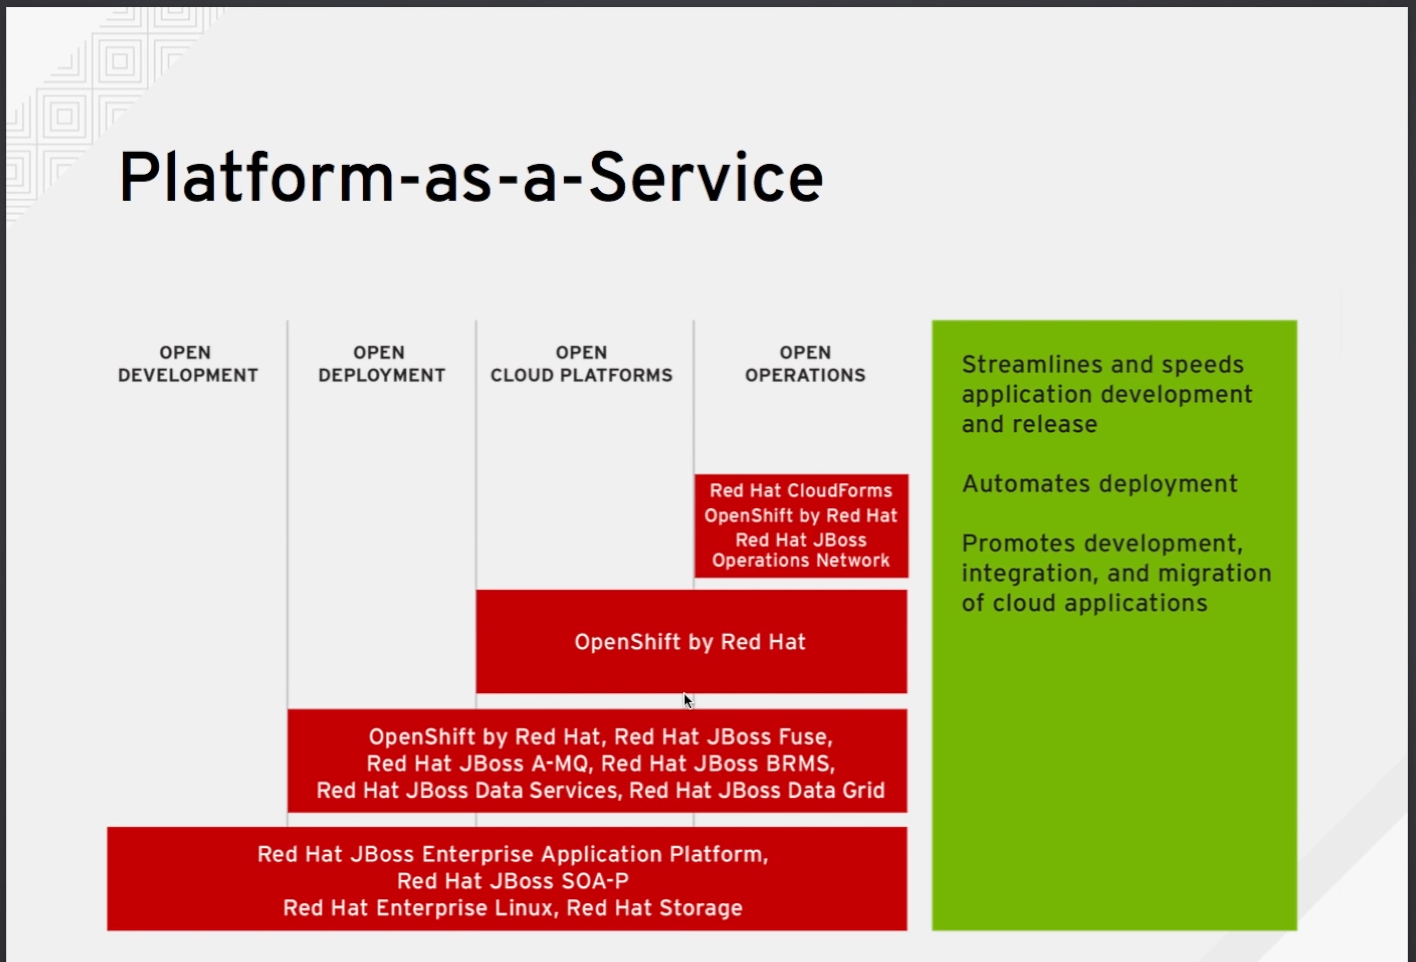 Platform-as-a-Service
OPEN
DEVELOPMENT
OPEN
DEPLOYMENT
OPEN
CLOUD PLATFORMS
OPEN
OPERATIONS
Red Hat CloudForms
OpenShift by Red Hat
Red Hat JBoss
Operations Network
OpenShift by Red Hat
OpenShift by Red Hat, Red Hat JBoss Fuse,
Red Hat JBoss A-MQ, Red Hat JBoss BRMS,
Red Hat JBoss Data Services, Red Hat JBoss Data Grid
Red Hat JBoss Enterprise Application Platform,
Red Hat JBoss SOA-P
Red Hat Enterprise Linux, Red Hat Storage
Streamlines and speeds
application development
and release
Automates deployment
Promotes development,
integration, and migration
of cloud applications